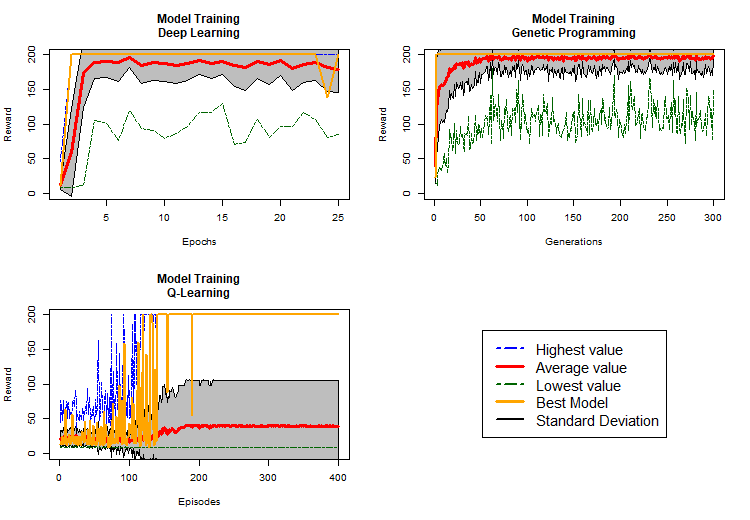 Model Training
Deep Learning
Reward
0
50
100
150
200
5
10
15
20
25
Epochs
Model Training
Genetic Programming
Reward
0
50
100
150
200
0
50
100
150
200
250
300
Generations
Model Training
Q-Learning
Reward
0
50
100
150
200
0
100
200
300
400
Episodes
Highest value
Average value
Lowest value
Best Model
Standard Deviation